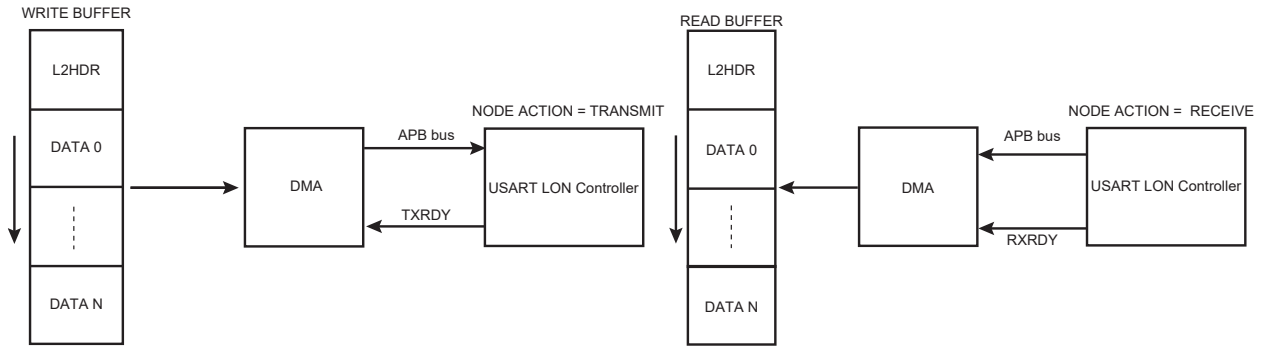 WRITE BUFFER
L2HDR
DATA 0
DATA N
DMA
NODE ACTION = TRANSMIT
APB bus
USART LON Controller
TXRDY
READ BUFFER
L2HDR
DATA 0
DATA N
DMA
NODE ACTION = RECEIVE
APB bus
USART LON Controller
RXRDY